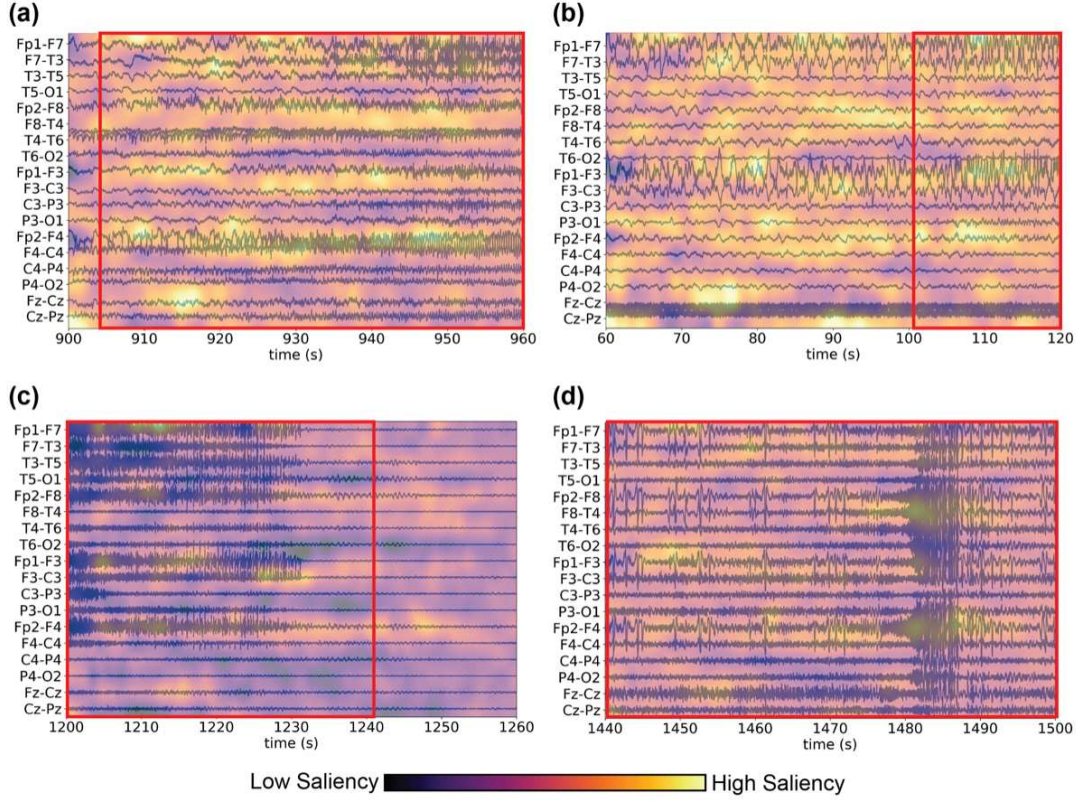 (a)
Fp1-F7
F7-T3
T3-T5
T5-O1
Fp2-F8
F8-T4
T4-T6
T6-O2
Fp1-F3
F3-C3
C3-P3
P3-O1
Fp2-F4
F4-C4
C4-P4
P4-O2
Fz-Cz
Cz-Pz
900 910 920 930 940 950 960
time (s)
(b)
Fp1-F7
F7-T3
T3-T5
T5-O1
Fp2-F8
F8-T4
T4-T6
T6-O2
Fp1-F3
F3-C3
C3-P3
P3-O1
Fp2-F4
F4-C4
C4-P4
P4-O2
Fz-Cz
Cz-Pz
60 70 80 90 100 110 120
time (s)
(c)
Fp1-F7
F7-T3
T3-T5
T5-O1
Fp2-F8
F8-T4
T4-T6
T6-O2
Fp1-F3
F3-C3
C3-P3
P3-O1
Fp2-F4
F4-C4
C4-P4
P4-O2
Fz-Cz
Cz-Pz
1200 1210 1220 1230 1240 1250 1260
time (s)
(d)
Fp1-F7
F7-T3
T3-T5
T5-O1
Fp2-F8
F8-T4
T4-T6
T6-O2
Fp1-F3
F3-C3
C3-P3
P3-O1
Fp2-F4
F4-C4
C4-P4
P4-O2
Fz-Cz
Cz-Pz
1440 1450 1460 1470 1480 1490 1500
time (s)
Low Saliency High Saliency